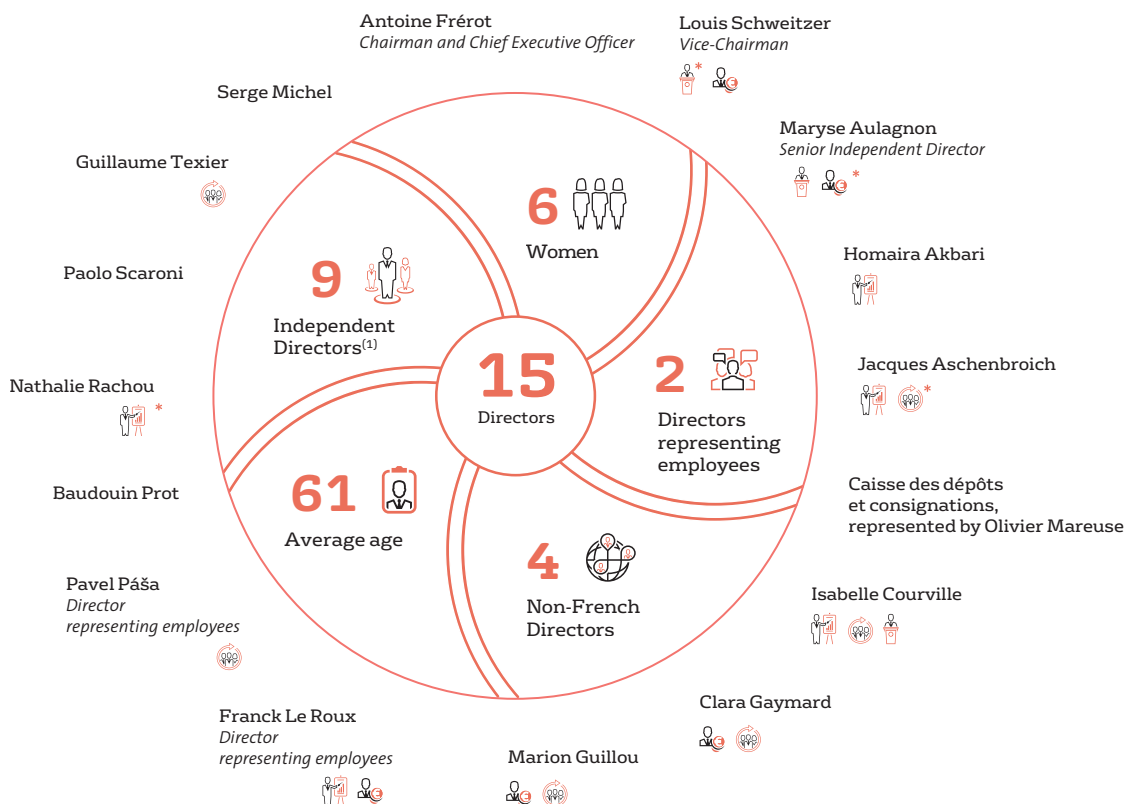 Antoine Frérot
Chairman and Chief Executive Officer
Louis Schweitzer
Vice-Chairman
*
Maryse Aulagnon
Senior Independent Director
*
Homaira Akbari
Jacques Aschenbroich
*
Caisse des dépôts
et consignations,
represented by Olivier Mareuse
Isabelle Courville
Clara Gaymard
Marion Guillou
Franck Le Roux
Director
representing employees
Pavel Páša
Director
representing employees
Baudouin Prot
Nathalie Rachou
*
Paolo Scaroni
Guillaume Texier
Serge Michel
6
Women
9
Independent
Directors(1)
15
Directors
2
Directors
representing
employees
61
Average age
4
Non-French
Directors